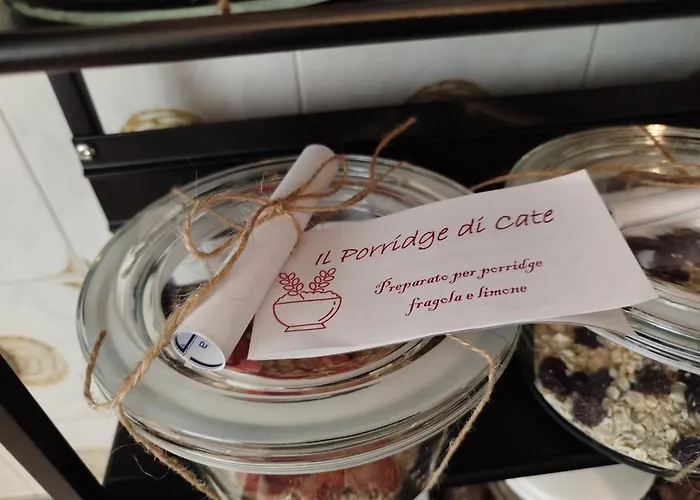 Il Porridge di Cate
Preparato per porridge
fragola e limone